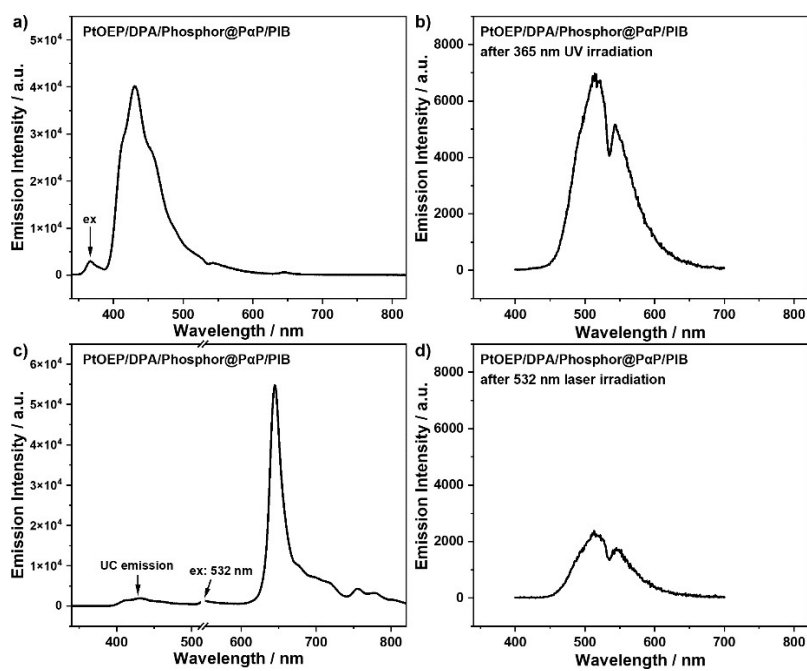 a)
PtOEP/DPA/Phosphor@PαP/PIB
5×10⁴
4×10⁴
3×10⁴
2×10⁴
1×10⁴
0
ex
Emission Intensity / a.u.
400 500 600 700 800
Wavelength / nm
b)
PtOEP/DPA/Phosphor@PαP/PIB
after 365 nm UV irradiation
8000
6000
4000
2000
0
Emission Intensity / a.u.
300 400 500 600 700 800
Wavelength / nm
c)
PtOEP/DPA/Phosphor@PαP/PIB
6×10⁴
5×10⁴
4×10⁴
3×10⁴
2×10⁴
1×10⁴
0
UC emission
ex: 532 nm
Emission Intensity / a.u.
400 500 600 700 800
Wavelength / nm
d)
PtOEP/DPA/Phosphor@PαP/PIB
after 532 nm laser irradiation
8000
6000
4000
2000
0
Emission Intensity / a.u.
300 400 500 600 700 800
Wavelength / nm